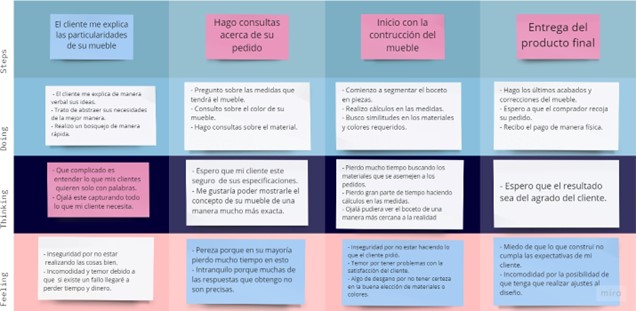 Steps
El cliente me explica
las particularidades
de su mueble
Hago consultas
acerca de su
pedido
Inicio con la
contrucción del
mueble
Entrega del
producto final
Doing
- El cliente me explica de manera
verbal sus ideas.
- Trato de abstraer sus necesidades
de la mejor manera.
- Realizo un bosquejo de manera
rápida.
- Pregunto sobre las medidas que
tendrá el mueble.
- Consulto sobre el color de su
mueble.
- Hago consultas sobre el material.
- Comienzo a segmentar el boceto
en piezas.
- Realizo cálculos en las medidas.
- Busco similitudes en los materiales
y colores requeridos.
- Hago los últimos acabados y
correcciones del mueble.
- Espero a que el comprador recoja
su pedido.
- Recibo el pago de manera física.
Thinking
- Que complicado es
entender lo que mis clientes
quieren solo con palabras.
- Ojalá este capturando todo
lo que mi cliente necesita.
- Espero que mi cliente este
seguro de sus especificaciones.
- Me gustaría poder mostrarle el
concepto de su mueble de una
manera mucho más exacta.
- Pierdo mucho tiempo buscando los
materiales que se asemejen a los
pedidos.
- Pierdo gran parte de tiempo haciendo
cálculos en las medidas.
- Ojalá pudiera ver el boceto de una
manera más cercana a la realidad
- Espero que el resultado
sea del agrado del cliente.
Feeling
- Inseguridad por no estar
realizando las cosas bien.
- Incomodidad y temor debido a
que si existe un fallo llegaré a
perder tiempo y dinero.
- Pereza porque en su mayoría
pierdo mucho tiempo en esto
- Intranquilo porque muchas de
las respuestas que obtengo no
son precisas.
- Inseguridad por no estar haciendo lo
que el cliente pidió.
- Temor por tener problemas con la
satisfacción del cliente.
- Algo de desgano por no tener certeza
en la buena elección de materiales o
colores.
- Miedo de que lo que construí no
cumpla las expectativas de mi
cliente.
- Incomodidad por la posibilidad de
que tenga que realizar ajustes al
diseño.
miro